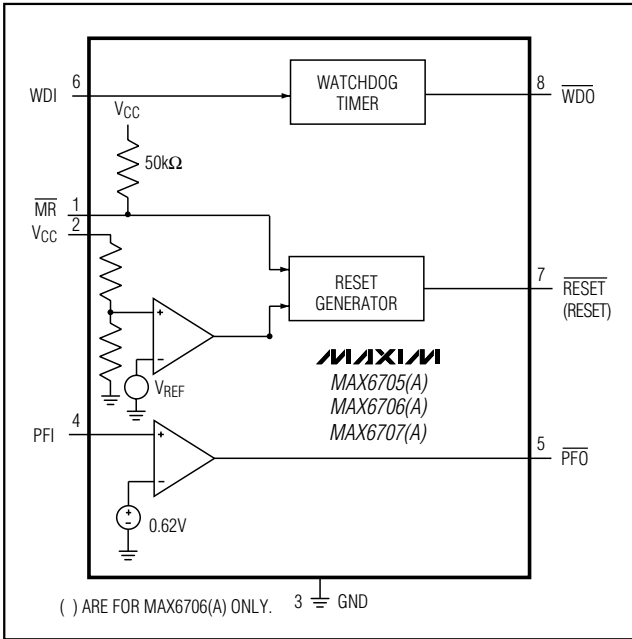 6
WDI
WATCHDOG
TIMER
8
WDO
VCC
50kΩ
1
MR
2
VCC
RESET
GENERATOR
7
RESET
(RESET)
+
−
VREF
MAXIM
MAX6705(A)
MAX6706(A)
MAX6707(A)
4
PFI
+
−
5
PFO
+
−
0.62V
( ) ARE FOR MAX6706(A) ONLY.
3 GND